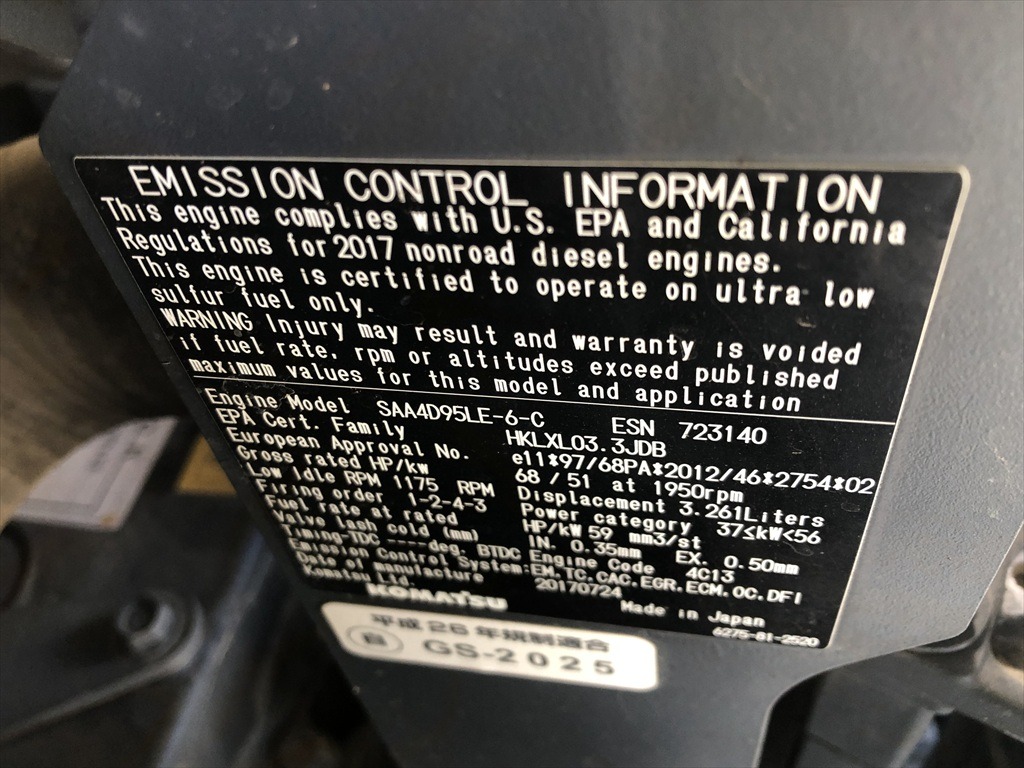 EMISSION CONTROL INFORMATION
This engine complies with U.S. EPA and California
Regulations for 2017 nonroad diesel engines.
This engine is certified to operate on ultra low
sulfur fuel only.
WARNING Injury may result and warranty is voided
if fuel rate, rpm or altitudes exceed published
maximum values for this model and application
Engine Model SAA4D95LE-6-C ESN 723140
EPA Cert. Family HKLXL03.3JDB
European Approval No. e11*97/68PA*2012/46*2754*02
Gross rated HP/kw 68 / 51 at 1950rpm
Low Idle RPM 1175 RPM Displacement 3.261Liters
Firing order 1-2-4-3 Power category 37≤kW<56
Fuel rate at rated HP/kW 59 mm3/st
Valve lash cold (mm) IN. 0.35mm EX. 0.50mm
Timing-TDC ----deg. BTDC Engine Code 4C13
Emission Control System:EM.TC.CAC.EGR.ECM.OC.DFI
Date of manufacture 20170724
Komatsu Ltd. Made in Japan
KOMATSU 6275-81-2520
平成26年規制適合
GS-2025